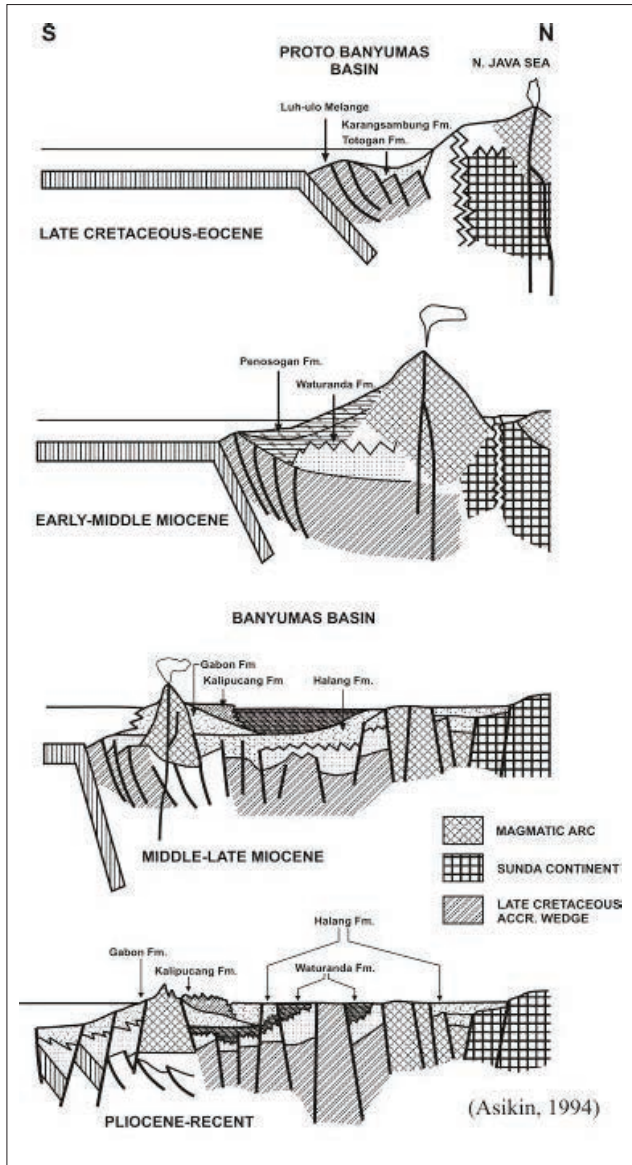 S N
PROTO BANYUMAS
BASIN
N. JAVA SEA
Luh-ulo Melange
Karangsambung Fm.
Totogan Fm.
LATE CRETACEOUS-EOCENE
Penosogan Fm.
Waturanda Fm.
EARLY-MIDDLE MIOCENE
BANYUMAS BASIN
Gabon Fm
Kalipucang Fm
Halang Fm.
MIDDLE-LATE MIOCENE
MAGMATIC ARC
SUNDA CONTINENT
LATE CRETACEOUS-
ACCR. WEDGE
Halang Fm.
Gabon Fm.
Waturanda Fm.
Kalipucang Fm.
PLIOCENE-RECENT
(Asikin, 1994)